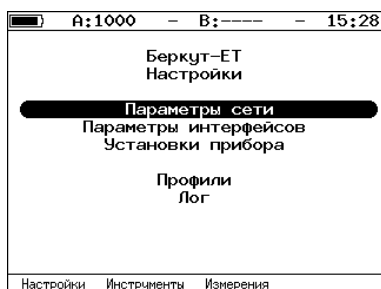 A:1000 – B:---- – 15:28
Беркут-ЕТ
Настройки
Параметры сети
Параметры интерфейсов
Установки прибора
Профили
Лог
Настройки Инструменты Измерения